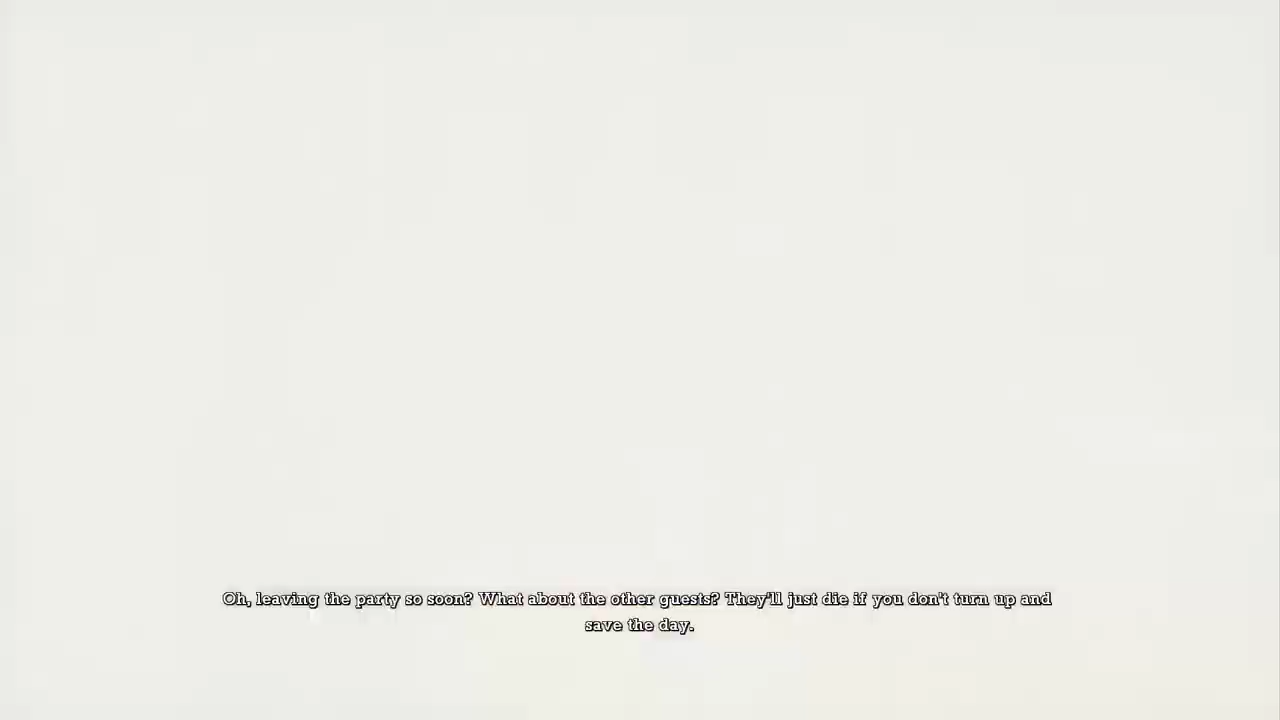 Oh, leaving the party so soon? What about the other guests? They'll just die if you don't turn up and
save the day.